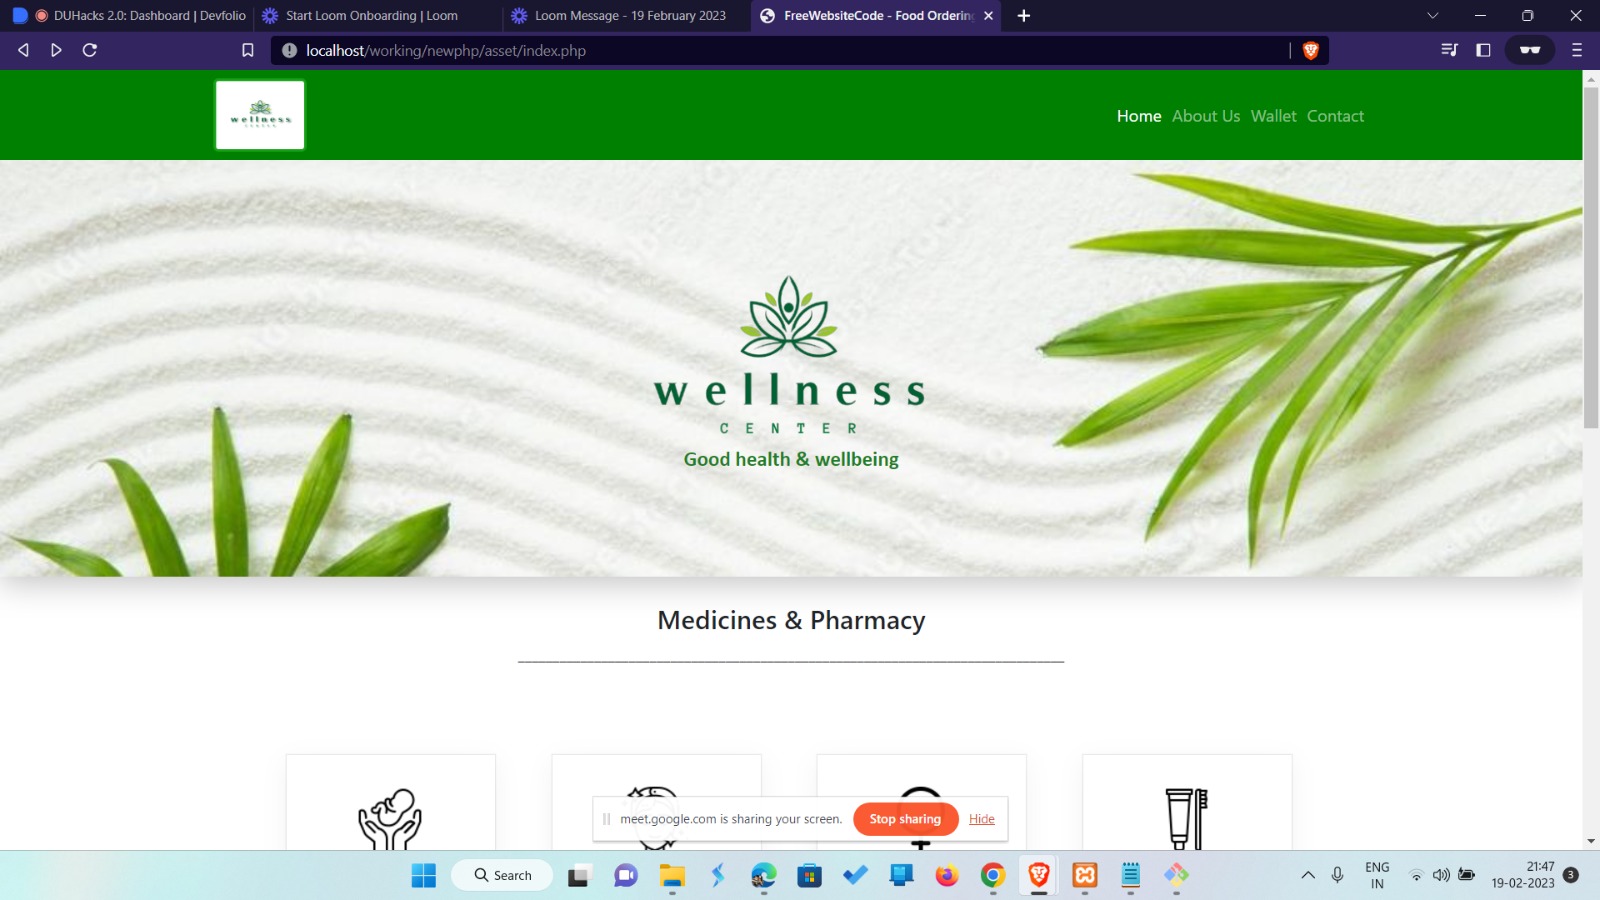 DUHacks 2.0: Dashboard | Devfolio
Start Loom Onboarding | Loom
Loom Message - 19 February 2023
FreeWebsiteCode - Food Ordering
localhost/working/newphp/asset/index.php
wellness
CENTER
Home About Us Wallet Contact
wellness
CENTER
Good health & wellbeing
Medicines & Pharmacy
meet.google.com is sharing your screen. Stop sharing Hide
Search
ENG
IN
21:47
19-02-2023
3